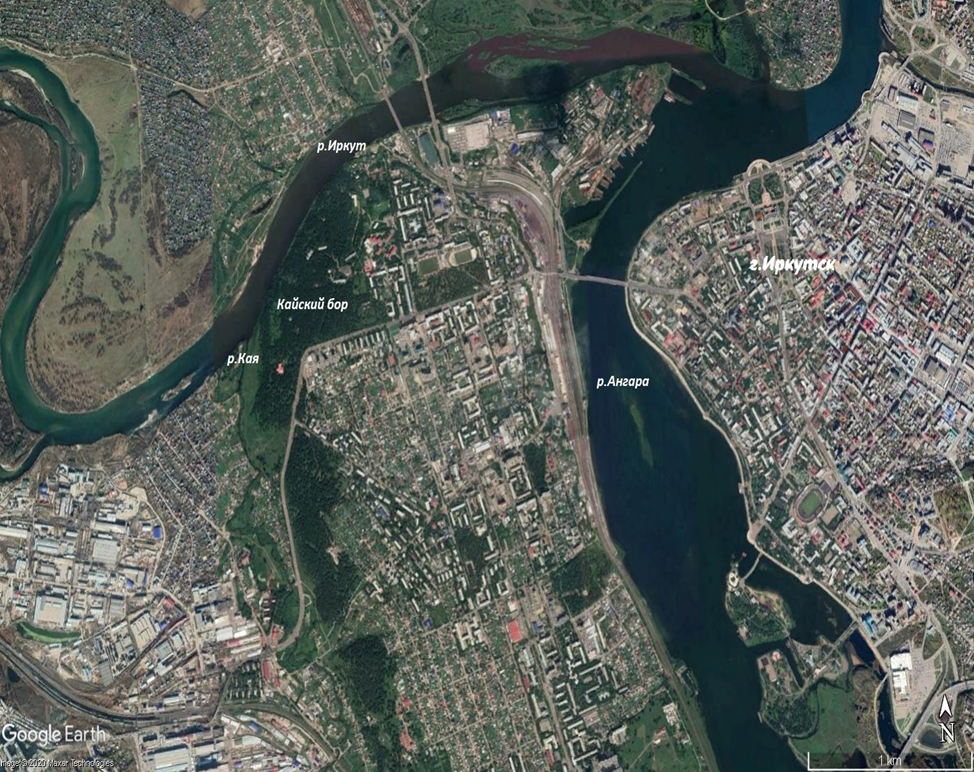 р.Иркут
г.Иркутск
Кайский бор
р.Кая
р.Ангара
Google Earth
Image © 2020 Maxar Technologies
N
1 km